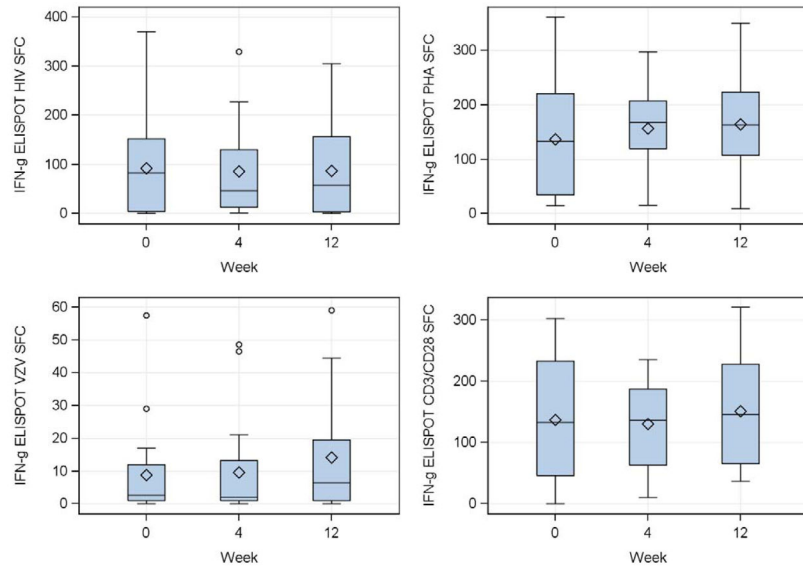 IFN-g ELISPOT HIV SFC
400
300
200
100
0
0 4 12
Week
IFN-g ELISPOT PHA SFC
300
200
100
0
0 4 12
Week
IFN-g ELISPOT VZV SFC
60
50
40
30
20
10
0
0 4 12
Week
IFN-g ELISPOT CD3/CD28 SFC
300
200
100
0
0 4 12
Week